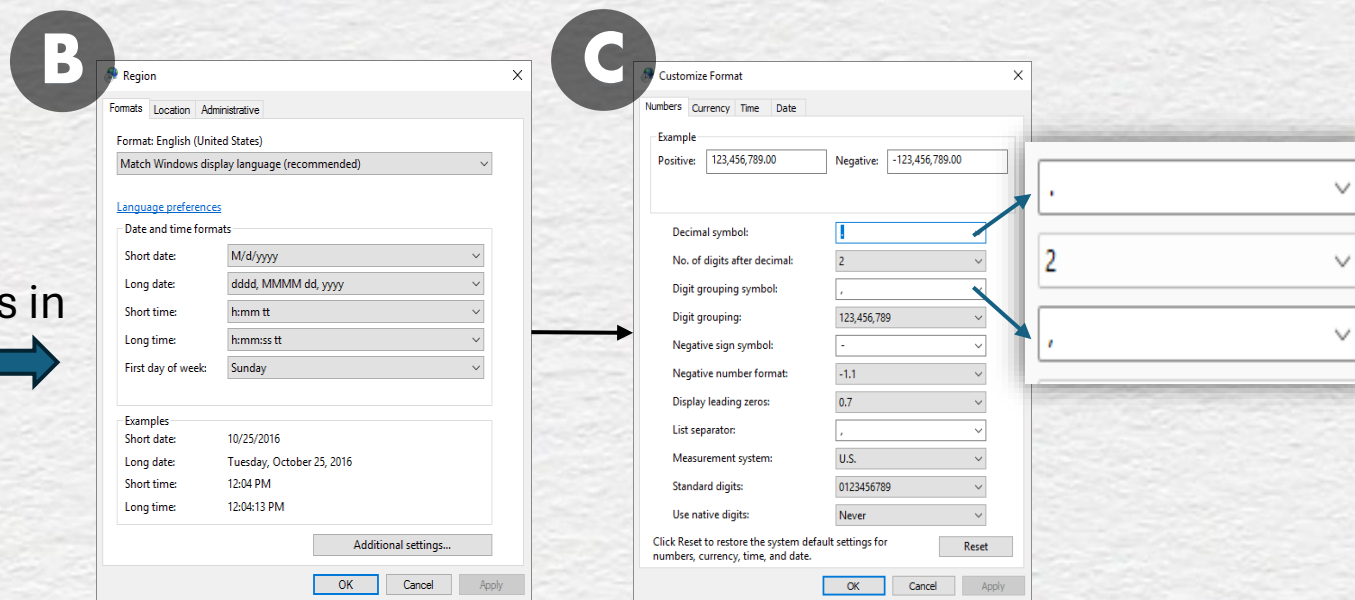 B
C
s in
Region
Formats Location Administrative
Format: English (United States)
Match Windows display language (recommended)
Language preferences
Date and time formats
Short date: M/d/yyyy
Long date: dddd, MMMM dd, yyyy
Short time: h:mm tt
Long time: h:mm:ss tt
First day of week: Sunday
Examples
Short date: 10/25/2016
Long date: Tuesday, October 25, 2016
Short time: 12:04 PM
Long time: 12:04:13 PM
Additional settings...
OK Cancel Apply
Customize Format
Numbers Currency Time Date
Example
Positive: 123,456,789.00 Negative: -123,456,789.00
Decimal symbol: .
No. of digits after decimal: 2
Digit grouping symbol: ,
Digit grouping: 123,456,789
Negative sign symbol: -
Negative number format: -1.1
Display leading zeros: 0.7
List separator: ,
Measurement system: U.S.
Standard digits: 0123456789
Use native digits: Never
Click Reset to restore the system default settings for
numbers, currency, time, and date.
Reset
OK Cancel Apply
.
2
,